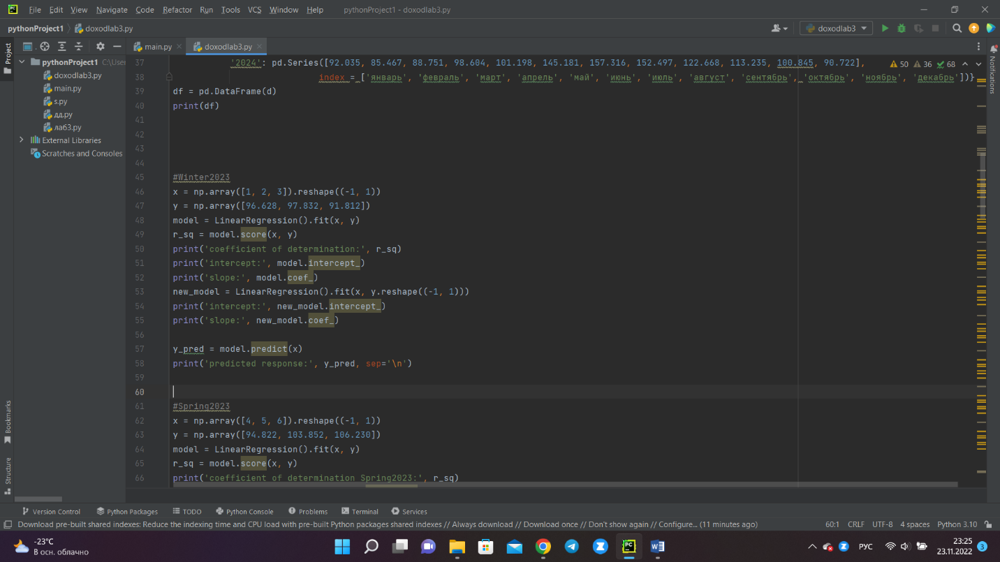 File Edit View Navigate Code Refactor Run Tools VCS Window Help pythonProject1 - doxodlab3.py
pythonProject1 doxodlab3.py doxodlab3
Project
main.py doxodlab3.py
Notifications
pythonProject1 C:\User
doxodlab3.py
main.py
s.py
дд.py
лаб3.py
External Libraries
Scratches and Consoles
50 36 68
37 '2024': pd.Series([92.035, 85.467, 88.751, 98.604, 101.198, 145.181, 157.316, 152.497, 122.668, 113.235, 100.845, 90.722],
38 index = ['январь', 'февраль', 'март', 'апрель', 'май', 'июнь', 'июль', 'август', 'сентябрь', 'октябрь', 'ноябрь', 'декабрь'])}
39 df = pd.DataFrame(d)
40 print(df)
41
42
43
44
45 #Winter2023
46 x = np.array([1, 2, 3]).reshape((-1, 1))
47 y = np.array([96.628, 97.832, 91.812])
48 model = LinearRegression().fit(x, y)
49 r_sq = model.score(x, y)
50 print('coefficient of determination:', r_sq)
51 print('intercept:', model.intercept_)
52 print('slope:', model.coef_)
53 new_model = LinearRegression().fit(x, y.reshape((-1, 1)))
54 print('intercept:', new_model.intercept_)
55 print('slope:', new_model.coef_)
56
57 y_pred = model.predict(x)
58 print('predicted response:', y_pred, sep='\n')
59
60
61 #Spring2023
62 x = np.array([4, 5, 6]).reshape((-1, 1))
63 y = np.array([94.822, 103.852, 106.230])
64 model = LinearRegression().fit(x, y)
65 r_sq = model.score(x, y)
66 print('coefficient of determination Spring2023:', r_sq)
Bookmarks
Structure
Version Control Python Packages TODO Python Console Problems Terminal Services
Download pre-built shared indexes: Reduce the indexing time and CPU load with pre-built Python packages shared indexes // Always download // Download once // Don't show again // Configure... (11 minutes ago) 60:1 CRLF UTF-8 4 spaces Python 3.10
-23°C
В осн. облачно
РУС
23:25
23.11.2022
3